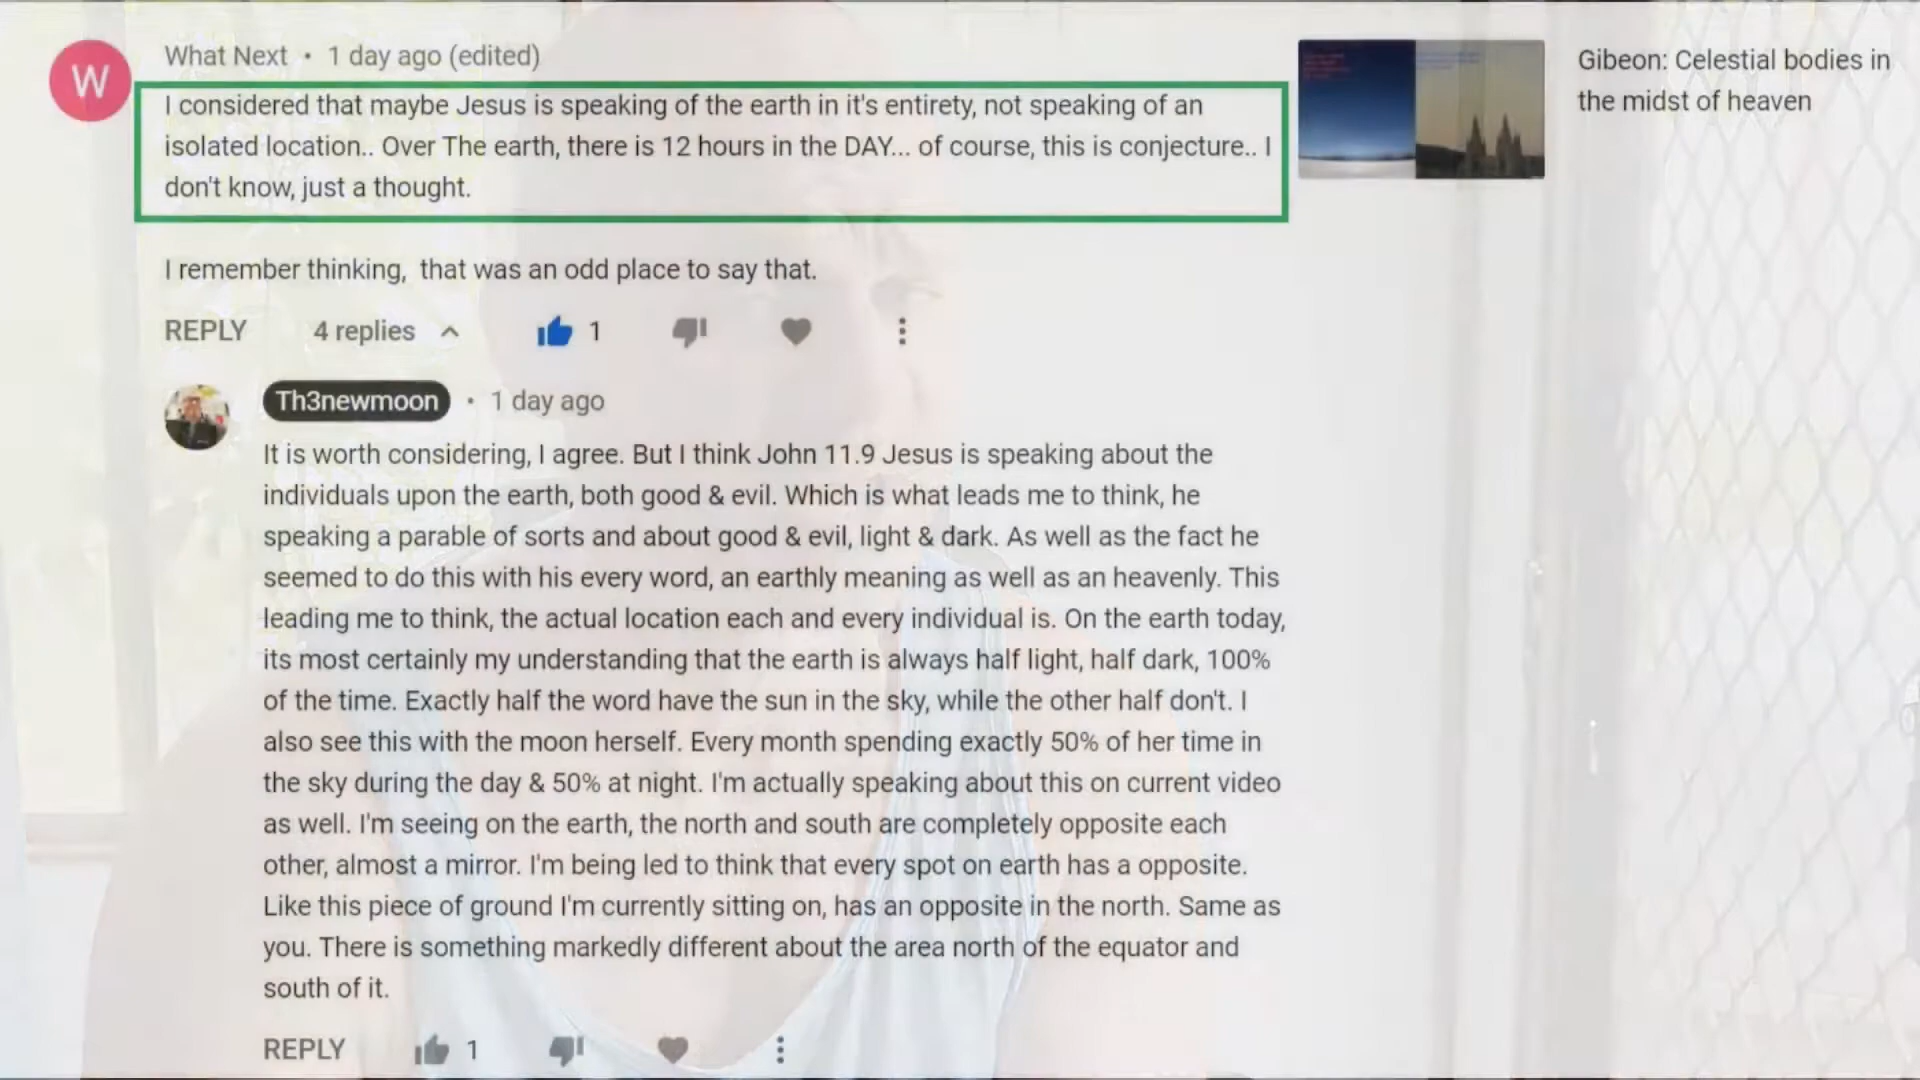 What Next • 1 day ago (edited)
I considered that maybe Jesus is speaking of the earth in it's entirety, not speaking of an
isolated location.. Over The earth, there is 12 hours in the DAY... of course, this is conjecture.. I
don't know, just a thought.
I remember thinking, that was an odd place to say that.
REPLY 4 replies 1
W
Gibeon: Celestial bodies in
the midst of heaven
Th3newmoon • 1 day ago
It is worth considering, I agree. But I think John 11.9 Jesus is speaking about the
individuals upon the earth, both good & evil. Which is what leads me to think, he
speaking a parable of sorts and about good & evil, light & dark. As well as the fact he
seemed to do this with his every word, an earthly meaning as well as an heavenly. This
leading me to think, the actual location each and every individual is. On the earth today,
its most certainly my understanding that the earth is always half light, half dark, 100%
of the time. Exactly half the word have the sun in the sky, while the other half don't. I
also see this with the moon herself. Every month spending exactly 50% of her time in
the sky during the day & 50% at night. I'm actually speaking about this on current video
as well. I'm seeing on the earth, the north and south are completely opposite each
other, almost a mirror. I'm being led to think that every spot on earth has a opposite.
Like this piece of ground I'm currently sitting on, has an opposite in the north. Same as
you. There is something markedly different about the area north of the equator and
south of it.
REPLY 1